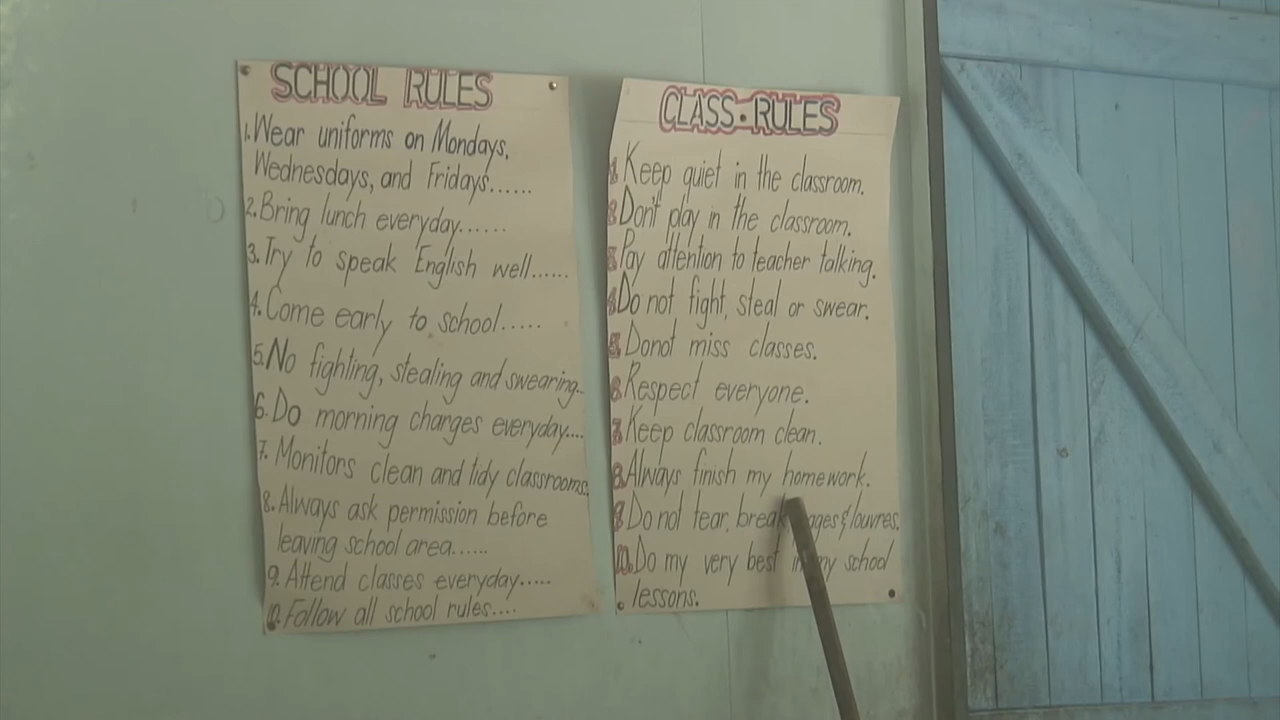 SCHOOL RULES
1. Wear uniforms on Mondays,
Wednesdays, and Fridays......
2. Bring lunch everyday......
3. Try to speak English well......
4. Come early to school.....
5. No fighting, stealing and swearing..
6. Do morning charges everyday....
7. Monitors clean and tidy classrooms.
8. Always ask permission before
leaving school area......
9. Attend classes everyday.....
10. Follow all school rules....
CLASS RULES
1. Keep quiet in the classroom.
2. Don't play in the classroom.
3. Pay attention to teacher talking.
4. Do not fight, steal or swear.
5. Donot miss classes.
6. Respect everyone.
7. Keep classroom clean.
8. Always finish my homework.
9. Do not tear, break & louvres.
10. Do my very best in my school
lessons.